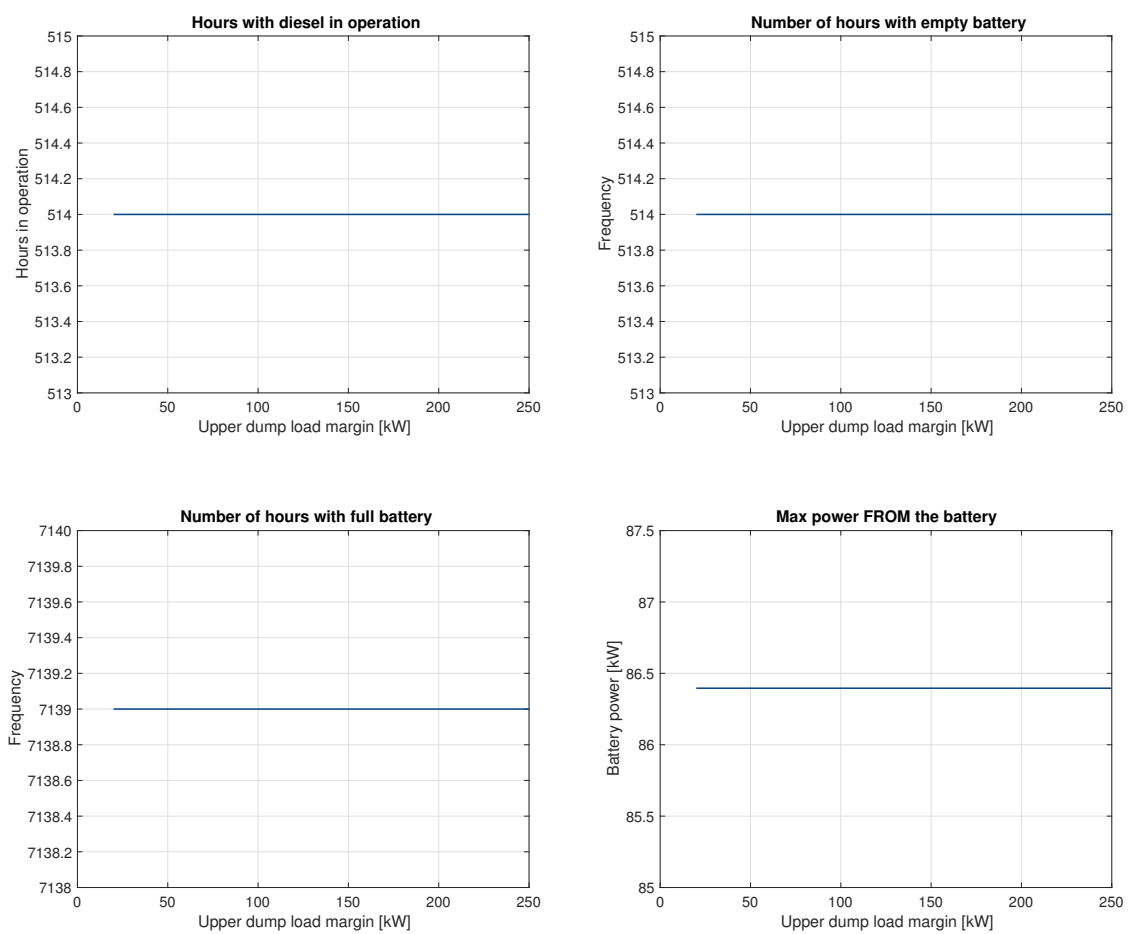 Hours with diesel in operation
515
514.8
514.6
514.4
514.2
514
513.8
513.6
513.4
513.2
513
Hours in operation
0 50 100 150 200 250
Upper dump load margin [kW]
Number of hours with empty battery
515
514.8
514.6
514.4
514.2
514
513.8
513.6
513.4
513.2
513
Frequency
0 50 100 150 200 250
Upper dump load margin [kW]
Number of hours with full battery
7140
7139.8
7139.6
7139.4
7139.2
7139
7138.8
7138.6
7138.4
7138.2
7138
Frequency
0 50 100 150 200 250
Upper dump load margin [kW]
Max power FROM the battery
87.5
87
86.5
86
85.5
85
Battery power [kW]
0 50 100 150 200 250
Upper dump load margin [kW]